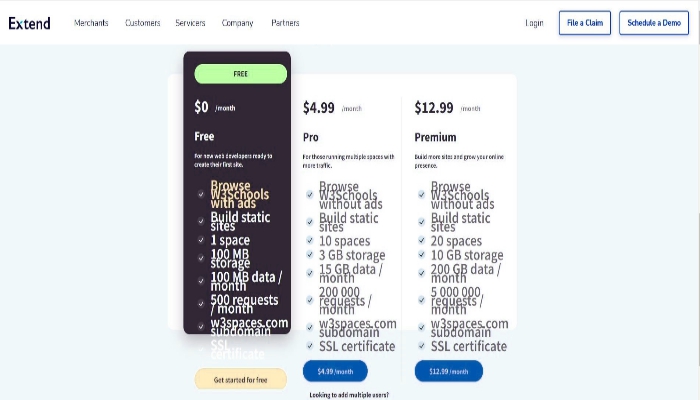 Extend Merchants Customers Servicers Company Partners Login File a Claim Schedule a Demo
FREE
$0 /month
Free
For new web developers ready to
create their first site.
Browse
W3Schools
with ads
Build static
sites
1 space
100 MB
storage
100 MB data /
month
500 requests
/ month
w3spaces.com
subdomain
SSL
certificate
Get started for free
$4.99 /month
Pro
For those running multiple spaces with
more traffic.
Browse
W3Schools
without ads
Build static
sites
10 spaces
3 GB storage
15 GB data /
month
200 000
requests /
month
w3spaces.com
subdomain
SSL certificate
$4.99 /month
Looking to add multiple users?
$12.99 /month
Premium
Build more sites and grow your online
presence.
Browse
W3Schools
without ads
Build static
sites
20 spaces
10 GB storage
200 GB data /
month
5 000 000
requests /
month
w3spaces.com
subdomain
SSL certificate
$12.99 /month